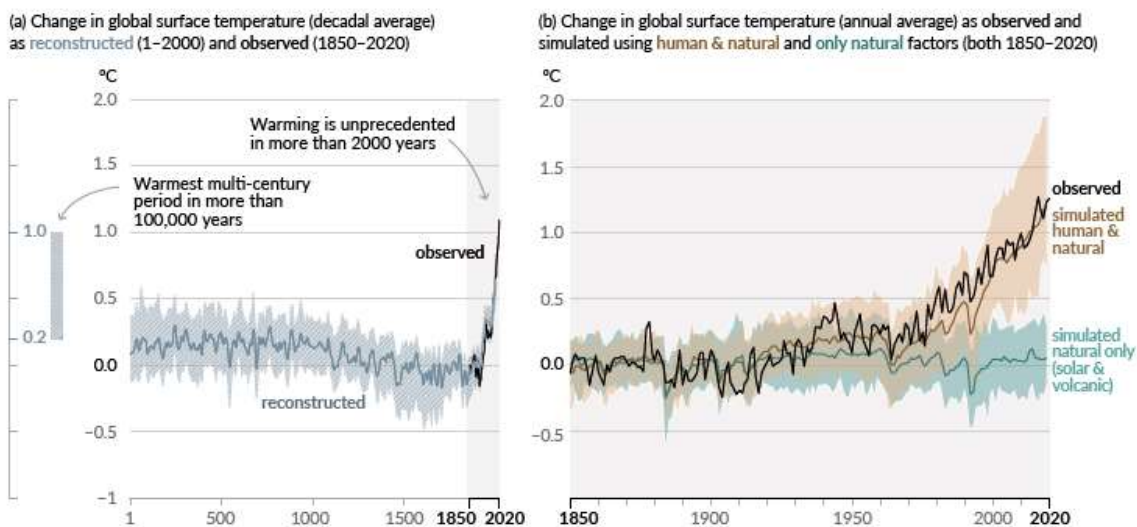 (a) Change in global surface temperature (decadal average)
as reconstructed (1–2000) and observed (1850–2020)
°C
2.0
1.5
1.0
0.5
0.0
–0.5
–1
1.0
0.2
Warming is unprecedented
in more than 2000 years
Warmest multi-century
period in more than
100,000 years
observed
reconstructed
1
500
1000
1500
1850
2020
(b) Change in global surface temperature (annual average) as observed and
simulated using human & natural and only natural factors (both 1850–2020)
°C
2.0
1.5
1.0
0.5
0.0
–0.5
observed
simulated
human &
natural
simulated
natural only
(solar &
volcanic)
1850
1900
1950
2000
2020